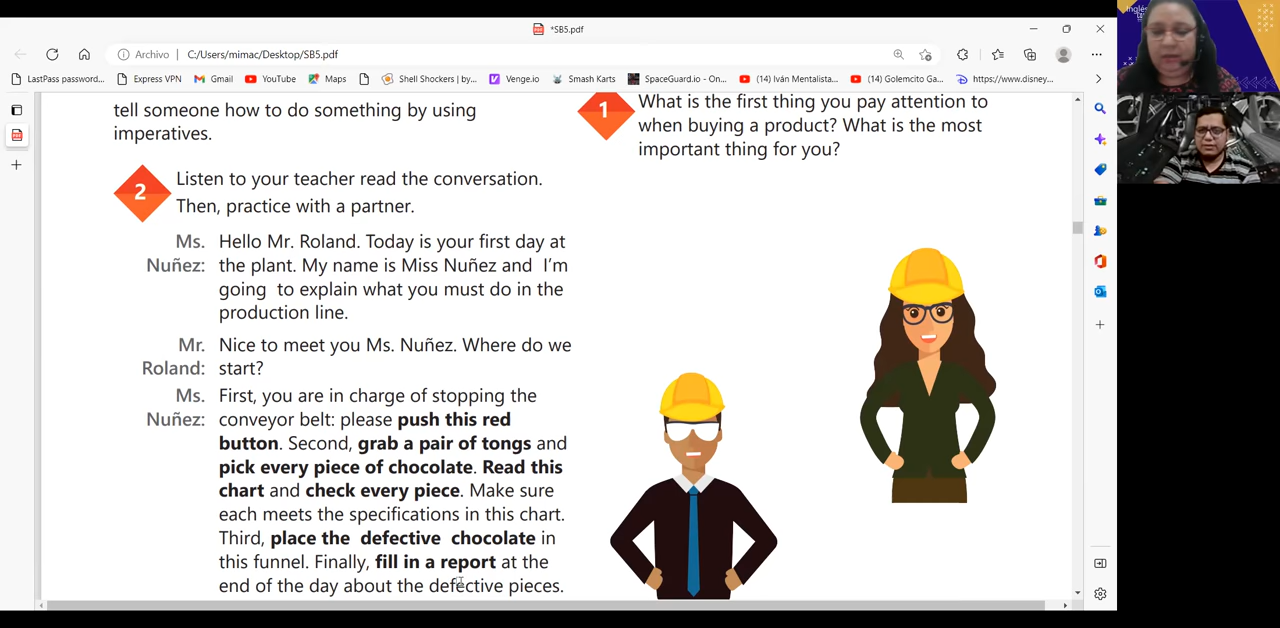 *SB5.pdf
Archivo | C:/Users/mimac/Desktop/SB5.pdf
LastPass password... Express VPN Gmail YouTube Maps Shell Shockers | by... Venge.io Smash Karts SpaceGuard.io - On... (14) Iván Mentalista... (14) Golemcito Ga... https://www.disney...
tell someone how to do something by using
imperatives.
2
Listen to your teacher read the conversation.
Then, practice with a partner.
Ms. Hello Mr. Roland. Today is your first day at
Nuñez: the plant. My name is Miss Nuñez and I'm
going to explain what you must do in the
production line.
Mr. Nice to meet you Ms. Nuñez. Where do we
Roland: start?
Ms. First, you are in charge of stopping the
Nuñez: conveyor belt: please push this red
button. Second, grab a pair of tongs and
pick every piece of chocolate. Read this
chart and check every piece. Make sure
each meets the specifications in this chart.
Third, place the defective chocolate in
this funnel. Finally, fill in a report at the
end of the day about the defective pieces.
1
What is the first thing you pay attention to
when buying a product? What is the most
important thing for you?
Inglés